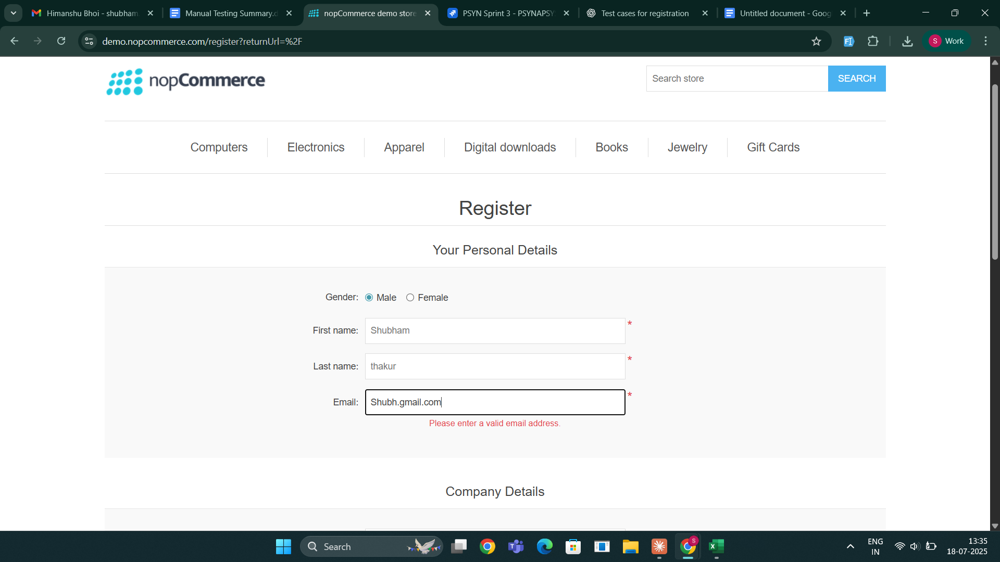 Himanshu Bhoi - shubham.
Manual Testing Summary.d
nopCommerce demo store
PSYN Sprint 3 - PSYNAPSY
Test cases for registration
Untitled document - Goog
demo.nopcommerce.com/register?returnUrl=%2F
S Work
nopCommerce
Search store
SEARCH
Computers
Electronics
Apparel
Digital downloads
Books
Jewelry
Gift Cards
Register
Your Personal Details
Gender: Male Female
First name: Shubham *
Last name: thakur *
Email: Shubh.gmail.com *
Please enter a valid email address.
Company Details
Search
ENG
IN
13:35
18-07-2025